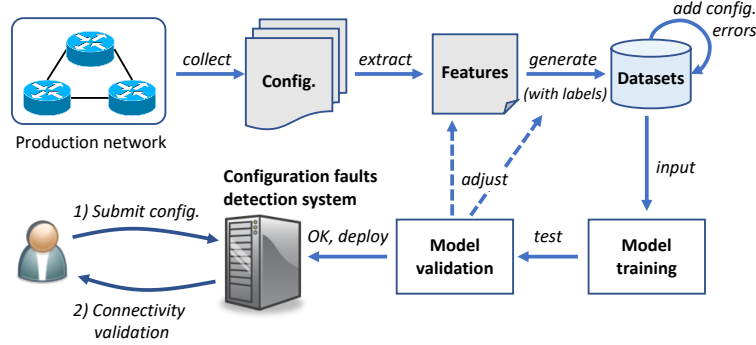 collect
Config.
extract
Features
generate
(with labels)
Datasets
add config.
errors
Production network
adjust
input
Configuration faults
detection system
1) Submit config.
OK, deploy
Model
validation
test
Model
training
2) Connectivity
validation